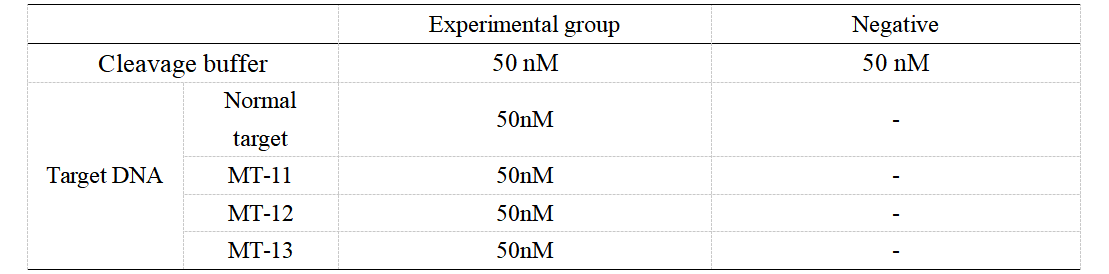 Experimental group Negative
Cleavage buffer 50 nM 50 nM
Target DNA Normal target 50nM -
MT-11 50nM -
MT-12 50nM -
MT-13 50nM -